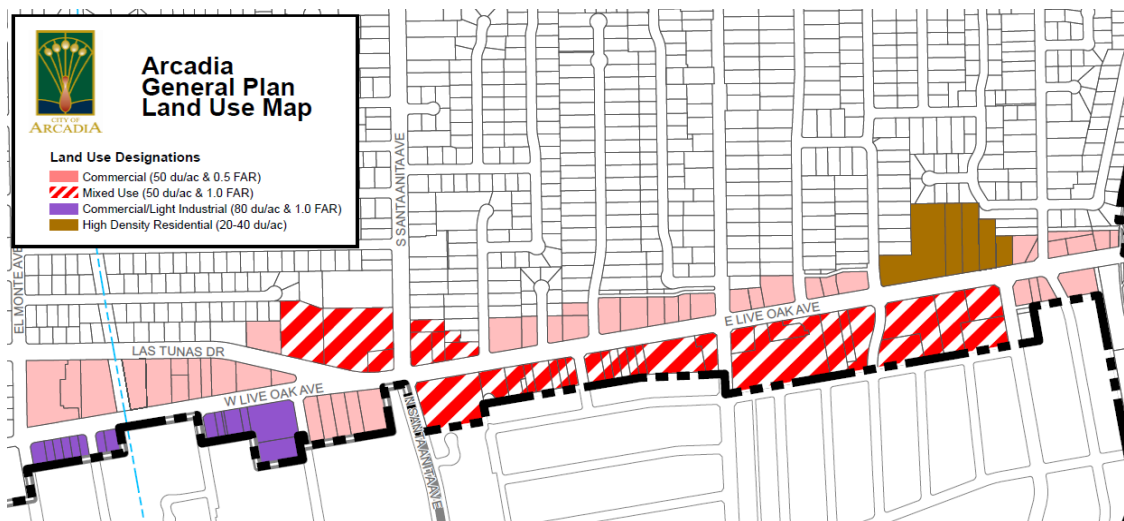 Arcadia
General Plan
Land Use Map
CITY OF
ARCADIA
Land Use Designations
Commercial (50 du/ac & 0.5 FAR)
Mixed Use (50 du/ac & 1.0 FAR)
Commercial/Light Industrial (80 du/ac & 1.0 FAR)
High Density Residential (20-40 du/ac)
S SANTA ANITA AVE
EL MONTE AVE
E LIVE OAK AVE
LAS TUNAS DR
W LIVE OAK AVE
N SANTA ANITA AVE